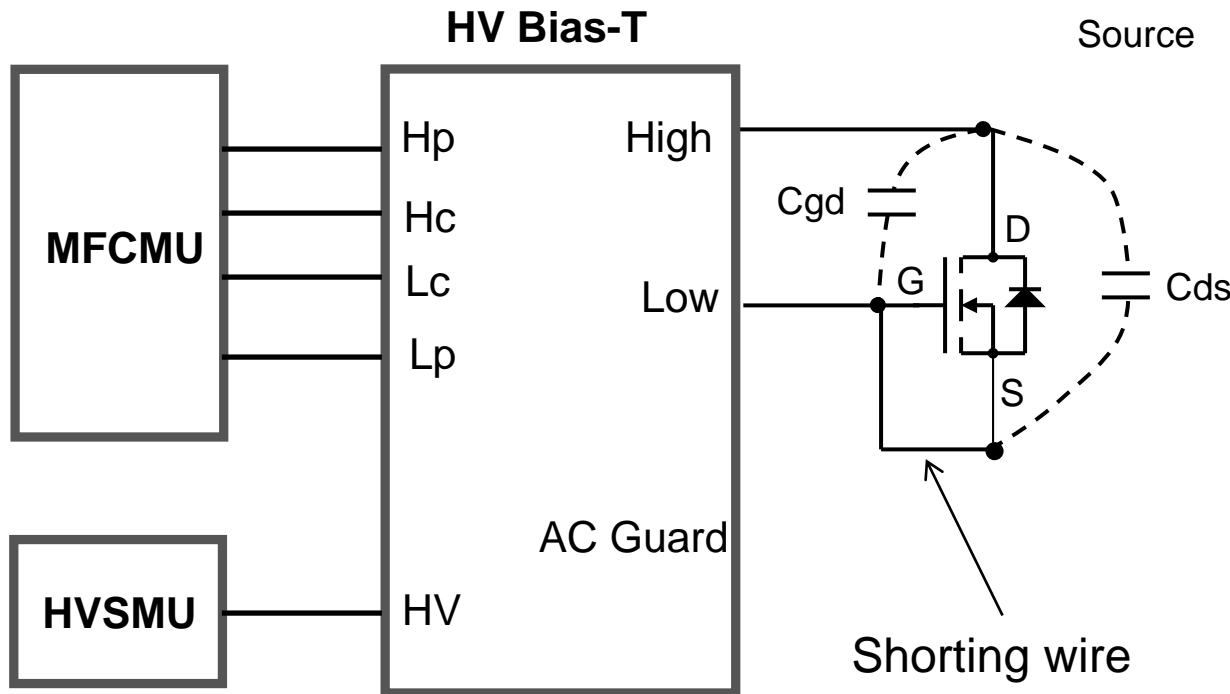 HV Bias-T
Source
MFCMU
Hp
Hc
Lc
Lp
High
Low
Cgd
D
G
S
Cds
AC Guard
HVSMU
HV
Shorting wire